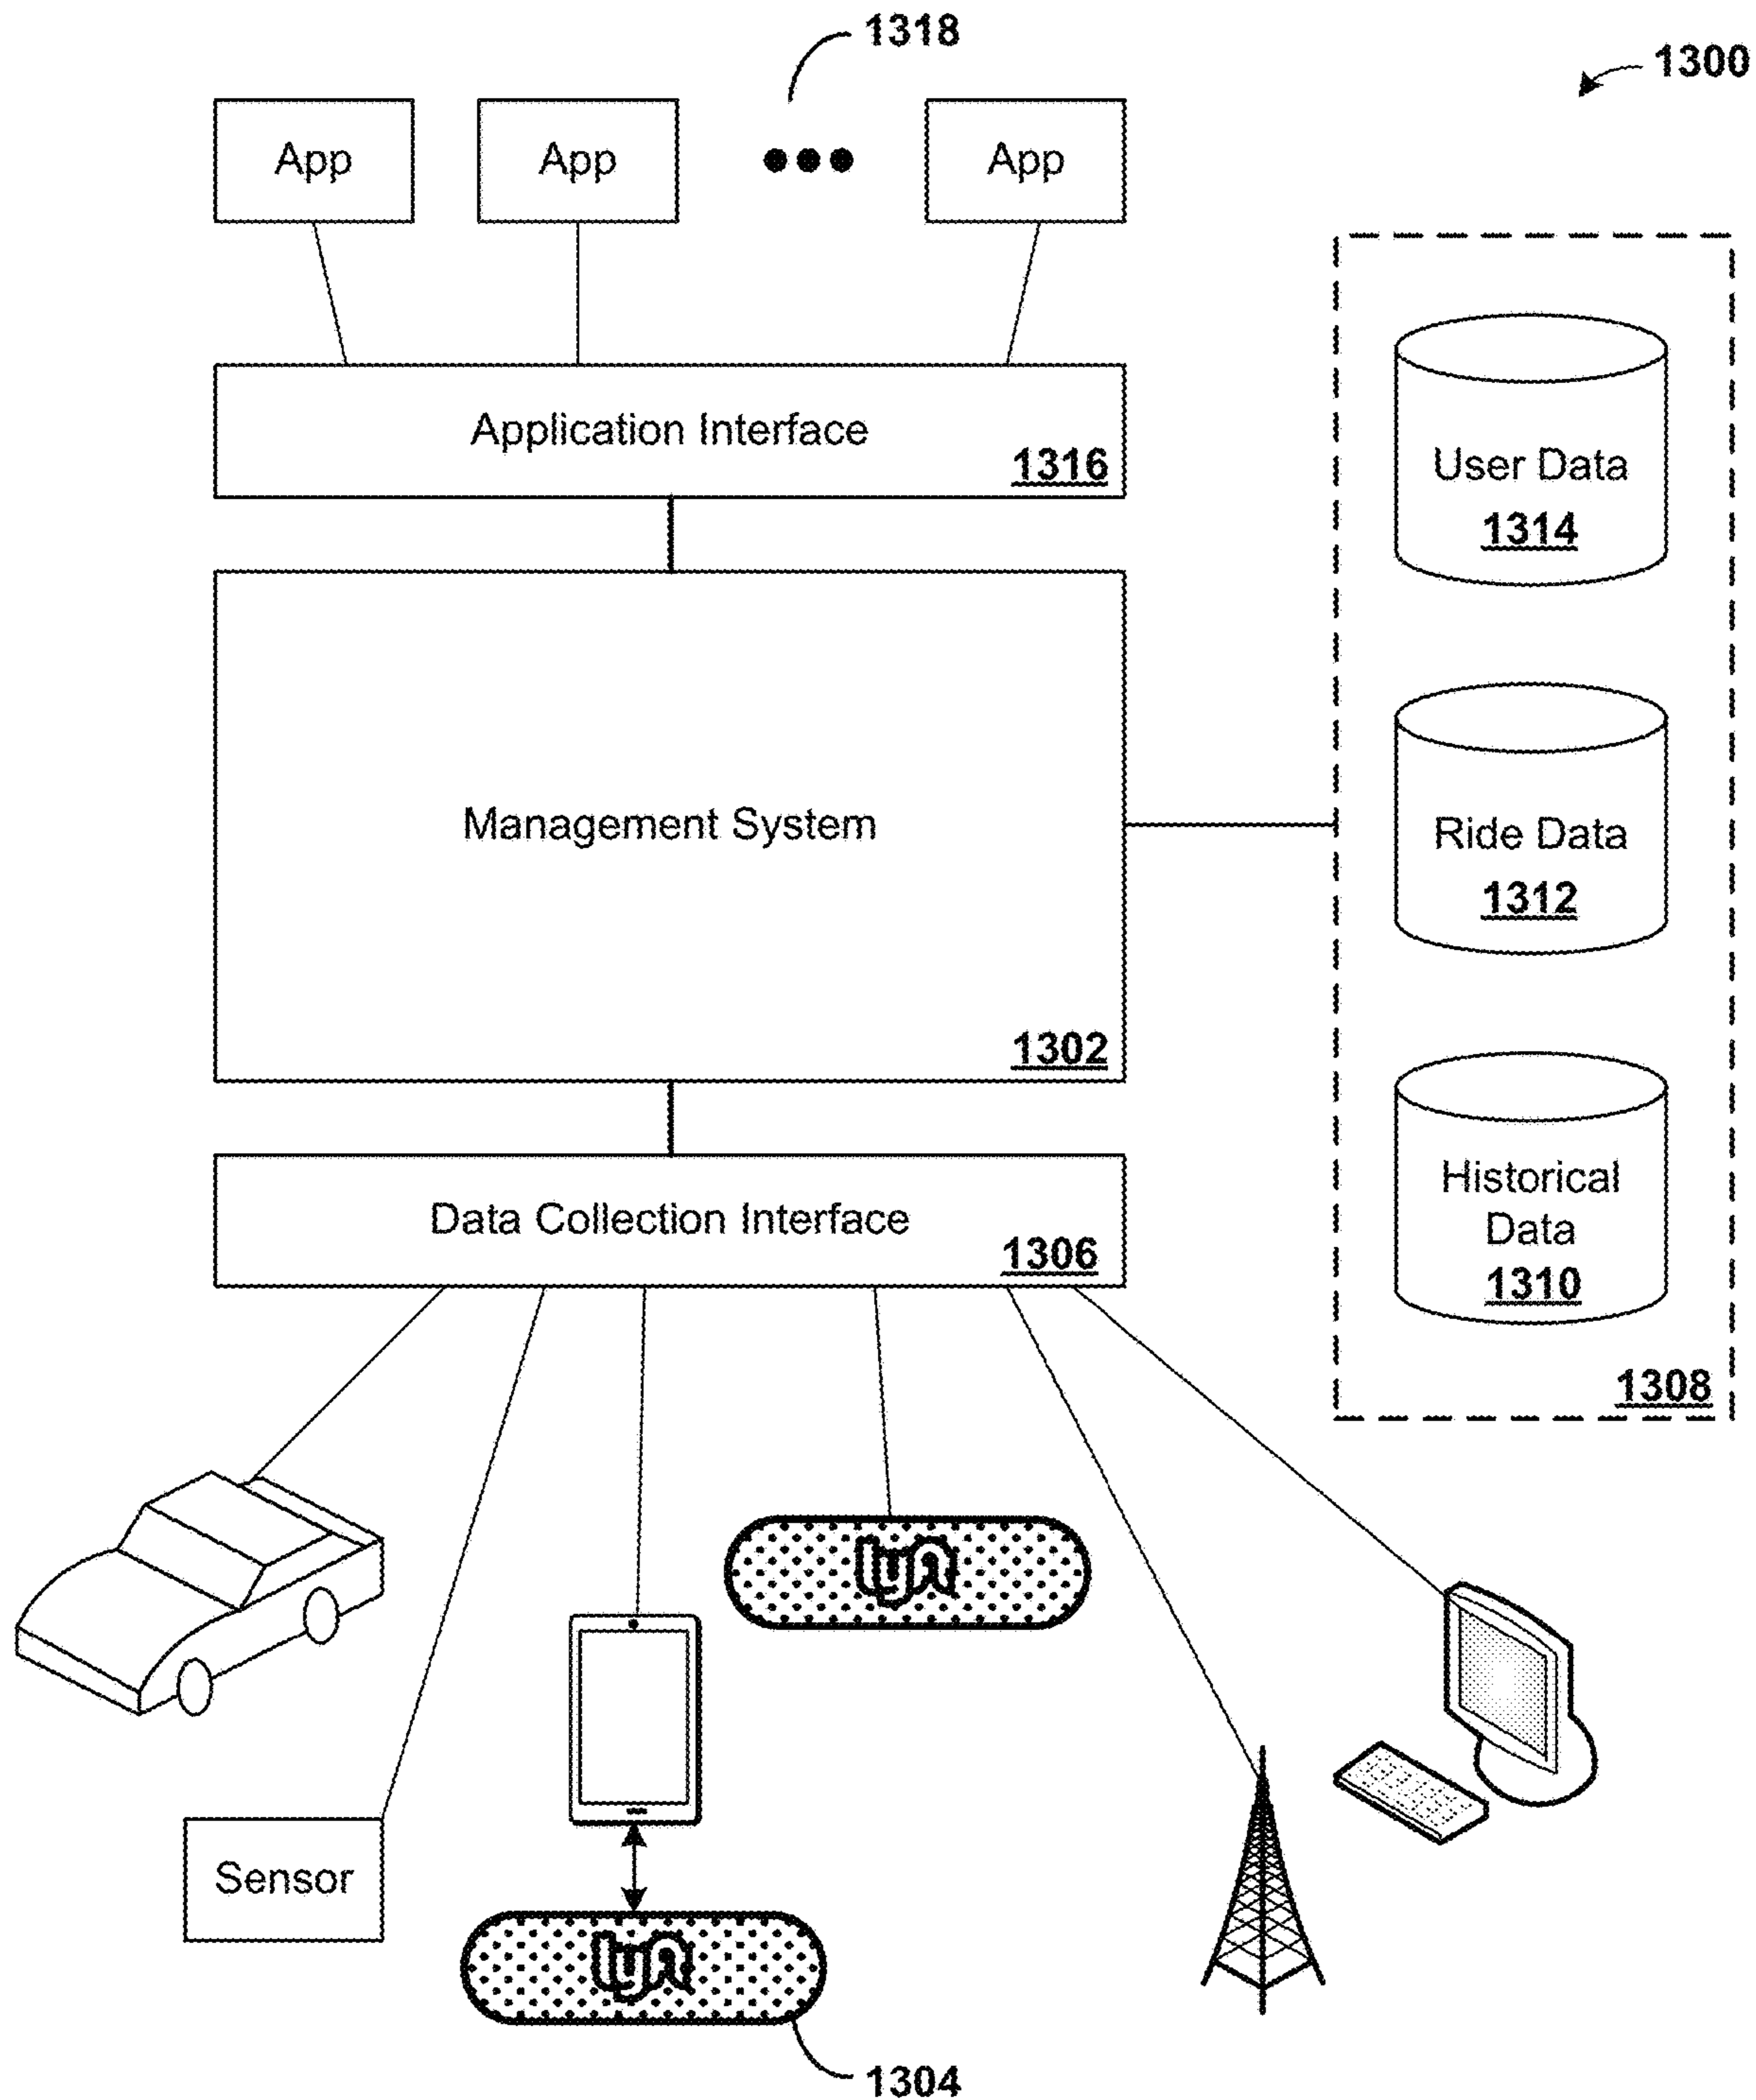 1318
1300
App
App
App
Application Interface
1316
User Data
1314
Management System
1302
Ride Data
1312
Data Collection Interface
1306
Historical
Data
1310
1308
lyft
Sensor
lyft
1304